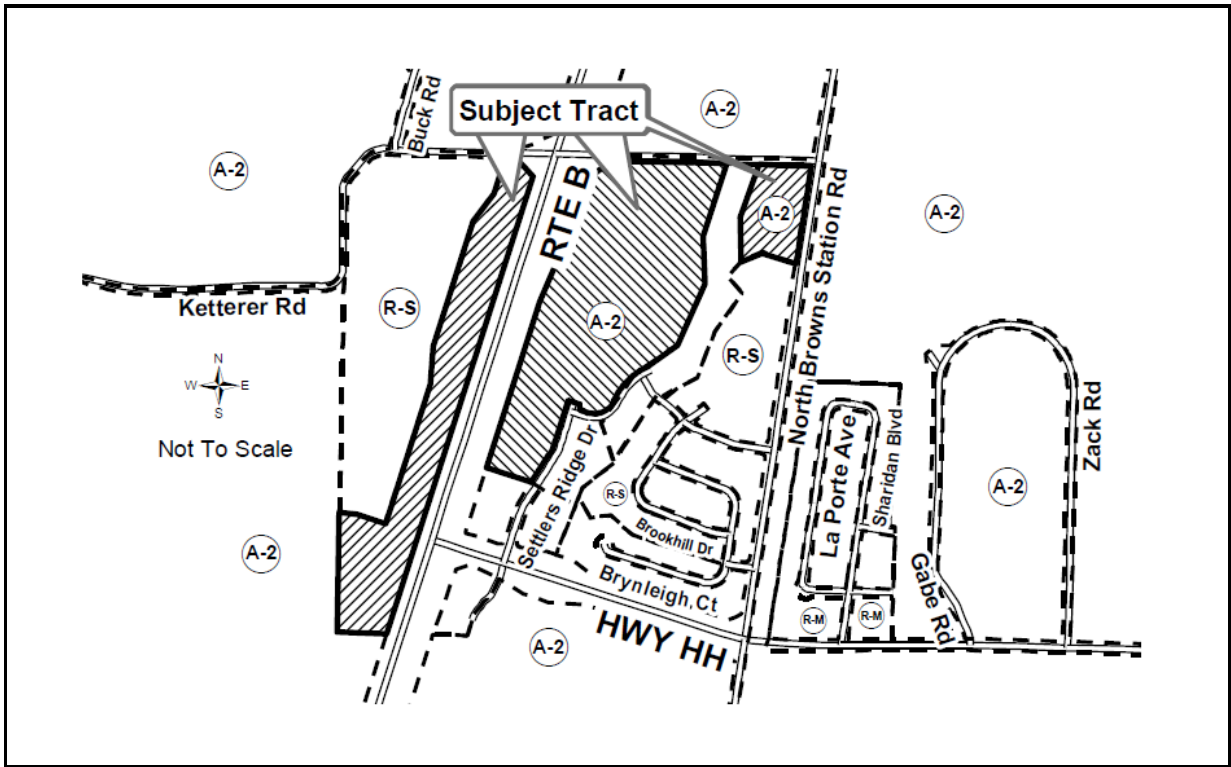 Buck Rd
Subject Tract
A-2
A-2
RTE B
A-2
North Browns Station Rd
A-2
Ketterer Rd
R-S
A-2
R-S
N
W E
S
Not To Scale
Settlers Ridge Dr
R-S
Brookhill Dr
Brynleigh Ct
La Porte Ave
Sharidan Blvd
Zack Rd
A-2
A-2
Gabe Rd
R-M
R-M
HWY HH
A-2